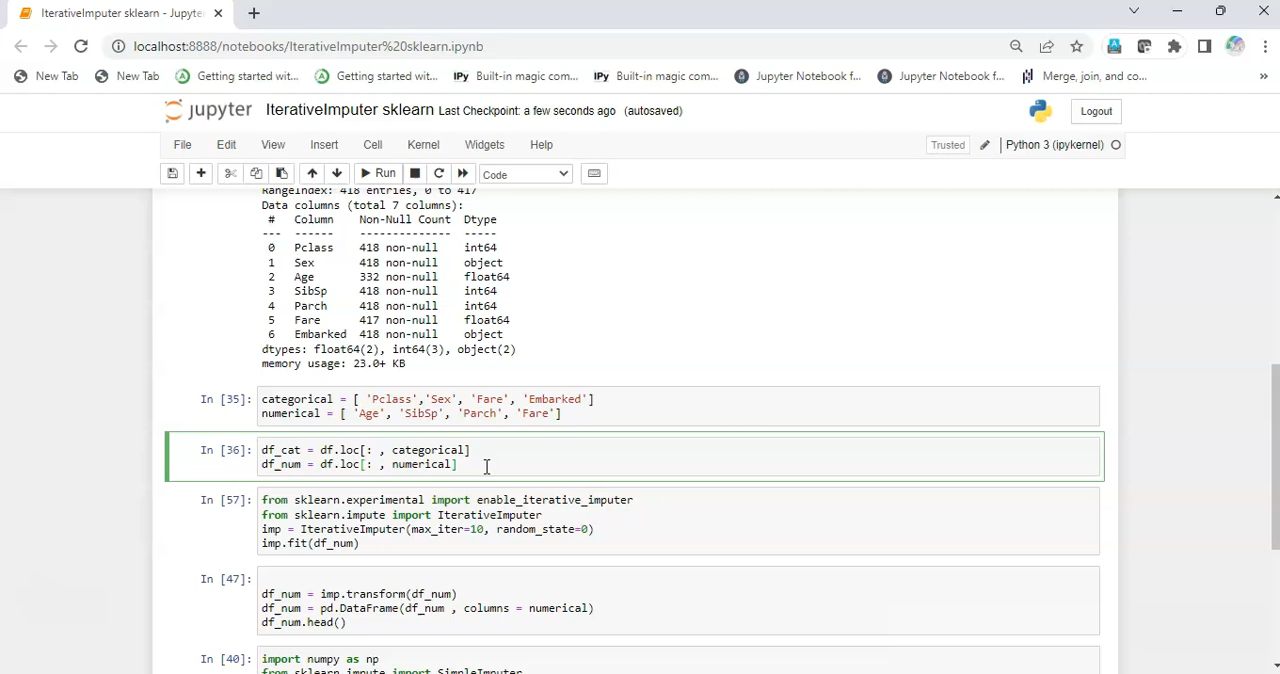 IterativeImputer sklearn - Jupyte
localhost:8888/notebooks/IterativeImputer%20sklearn.ipynb
New Tab New Tab Getting started wit... Getting started wit... IPy Built-in magic com... IPy Built-in magic com... Jupyter Notebook f... Jupyter Notebook f... Merge, join, and co... »
jupyter IterativeImputer sklearn Last Checkpoint: a few seconds ago (autosaved) Logout
File Edit View Insert Cell Kernel Widgets Help Trusted Python 3 (ipykernel)
Run Code
RangeIndex: 418 entries, 0 to 417
Data columns (total 7 columns):
# Column Non-Null Count Dtype
--- ------ -------------- -----
0 Pclass 418 non-null int64
1 Sex 418 non-null object
2 Age 332 non-null float64
3 SibSp 418 non-null int64
4 Parch 418 non-null int64
5 Fare 417 non-null float64
6 Embarked 418 non-null object
dtypes: float64(2), int64(3), object(2)
memory usage: 23.0+ KB
In [35]: categorical = [ 'Pclass','Sex', 'Fare', 'Embarked']
numerical = [ 'Age', 'SibSp', 'Parch', 'Fare']
In [36]: df_cat = df.loc[: , categorical]
df_num = df.loc[: , numerical]
In [57]: from sklearn.experimental import enable_iterative_imputer
from sklearn.impute import IterativeImputer
imp = IterativeImputer(max_iter=10, random_state=0)
imp.fit(df_num)
In [47]:
df_num = imp.transform(df_num)
df_num = pd.DataFrame(df_num , columns = numerical)
df_num.head()
In [40]: import numpy as np
from sklearn.impute import SimpleImputer